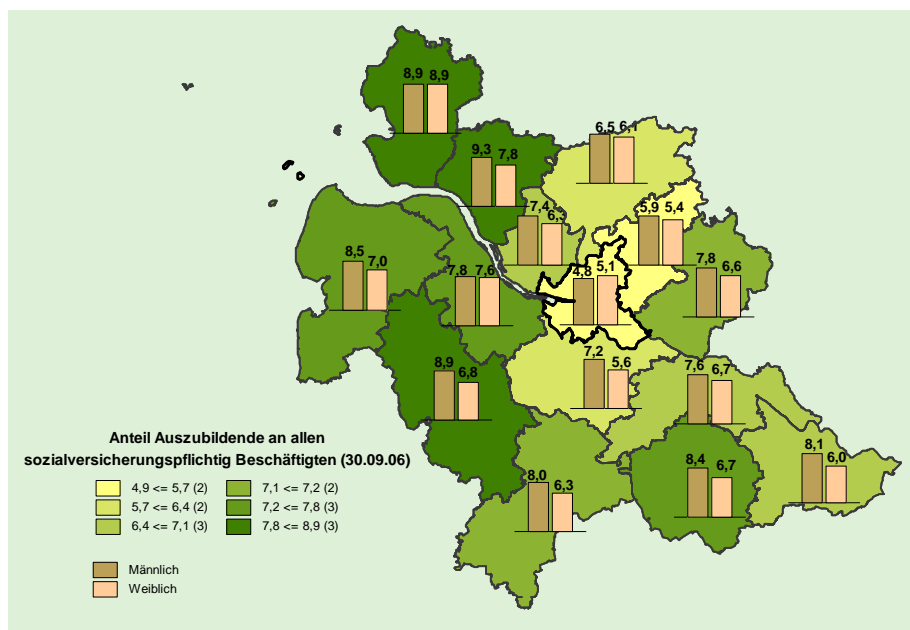 8,9 8,9
9,3 7,8
6,5 6,1
7,4 6,3
5,9 5,4
8,5 7,0
7,8 7,6
4,8 5,1
7,8 6,6
8,9 6,8
7,2 5,6
7,6 6,7
8,0 6,3
8,4 6,7
8,1 6,0
Anteil Auszubildende an allen
sozialversicherungspflichtig Beschäftigten (30.09.06)
4,9 <= 5,7 (2) 7,1 <= 7,2 (2)
5,7 <= 6,4 (2) 7,2 <= 7,8 (3)
6,4 <= 7,1 (3) 7,8 <= 8,9 (3)
Männlich
Weiblich